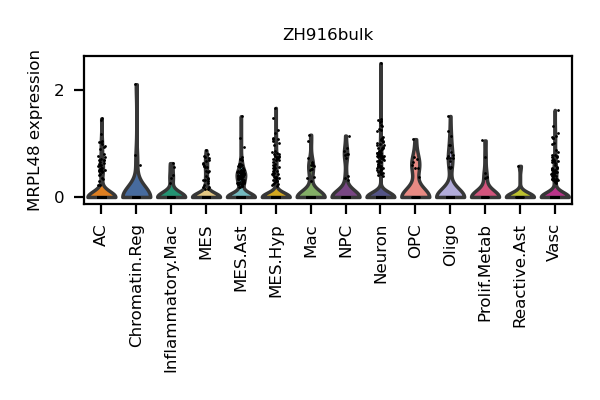 ZH916bulk
MRPL48 expression
2
0
AC
Chromatin.Reg
Inflammatory.Mac
MES
MES.Ast
MES.Hyp
Mac
NPC
Neuron
OPC
Oligo
Prolif.Metab
Reactive.Ast
Vasc